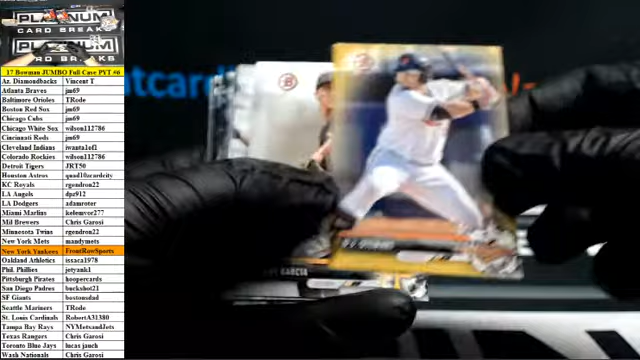 PLATINUM
CARD BREAKS
PLATINUM
17 Bowman JUMBO Full Case PYT #6
Az. Diamondbacks Vincent T
Atlanta Braves jm69
Baltimore Orioles TRode
Boston Red Sox jm69
Chicago Cubs jm69
Chicago White Sox wilson112786
Cincinnati Reds jm69
Cleveland Indians iwanta1of1
Colorado Rockies wilson112786
Detroit Tigers JRT50
Houston Astros quad10cardcity
KC Royals rgendron22
LA Angels dpz912
LA Dodgers adamroter
Miami Marlins kelemvor277
Mil Brewers Chris Garosi
Minnesota Twins rgendron22
New York Mets mandymets
New York Yankees FrontRowSports
Oakland Athletics issaca1978
Phil. Phillies jetyank1
Pittsburgh Pirates hoopercards
San Diego Padres buckshot21
SF Giants bostonsdad
Seattle Mariners TRode
St. Louis Cardinals RobertA31380
Tampa Bay Rays NYMetsandJets
Texas Rangers Chris Garosi
Toronto Blue Jays lucas jauch
Wash Nationals Chris Garosi
GARCIA